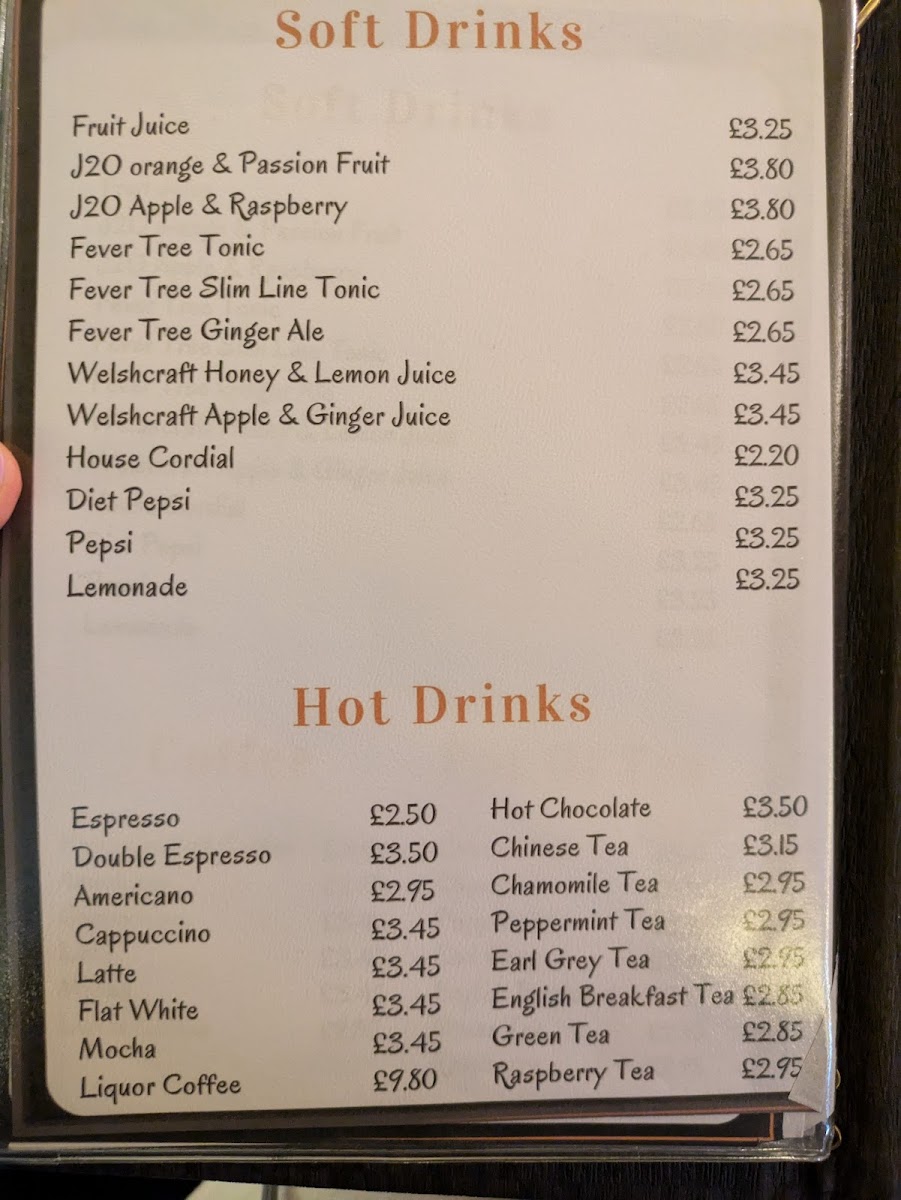 Soft Drinks
Fruit Juice £3.25
J2O orange & Passion Fruit £3.80
J2O Apple & Raspberry £3.80
Fever Tree Tonic £2.65
Fever Tree Slim Line Tonic £2.65
Fever Tree Ginger Ale £2.65
Welshcraft Honey & Lemon Juice £3.45
Welshcraft Apple & Ginger Juice £3.45
House Cordial £2.20
Diet Pepsi £3.25
Pepsi £3.25
Lemonade £3.25
Hot Drinks
Espresso £2.50
Double Espresso £3.50
Americano £2.95
Cappuccino £3.45
Latte £3.45
Flat White £3.45
Mocha £3.45
Liquor Coffee £9.80
Hot Chocolate £3.50
Chinese Tea £3.15
Chamomile Tea £2.95
Peppermint Tea £2.95
Earl Grey Tea £2.95
English Breakfast Tea £2.85
Green Tea £2.85
Raspberry Tea £2.95